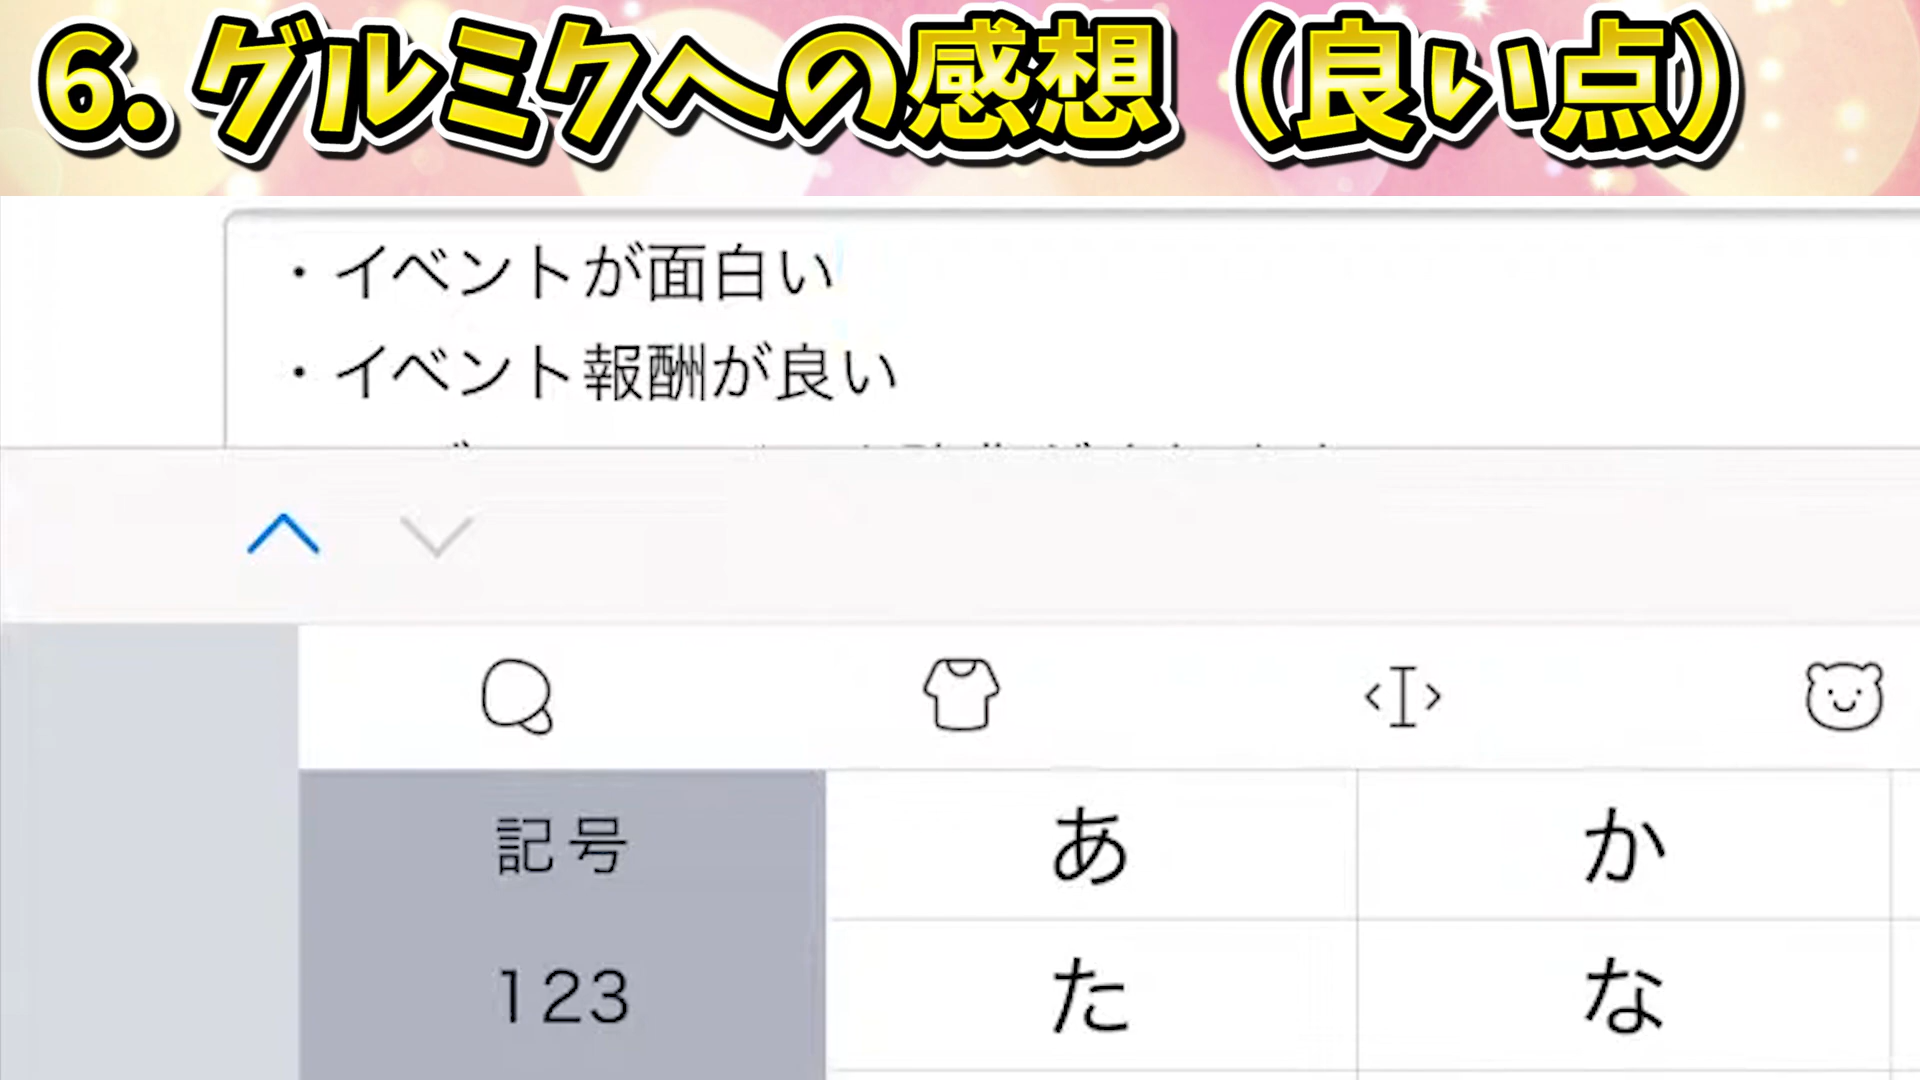 6. グルミクへの感想（良い点）
・イベントが面白い
・イベント報酬が良い
記号
あ
か
123
た
な